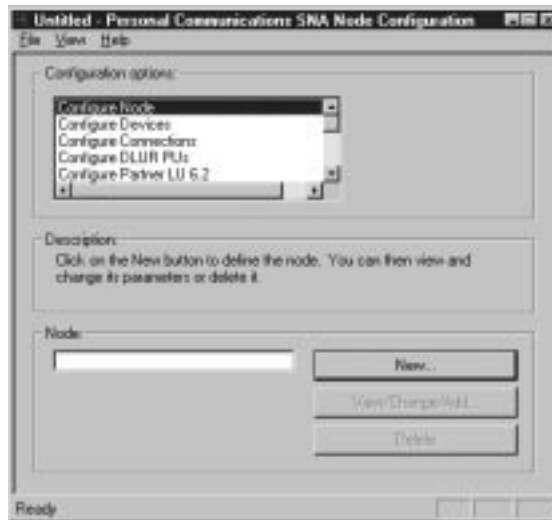 Untitled - Personal Communications SNA Node Configuration
File View Help
Configuration options:
Configure Node
Configure Devices
Configure Connections
Configure DLUR PUs
Configure Partner LU 6.2
Description:
Click on the New button to define the node. You can then view and
change its parameters or delete it.
Node:
New...
View/Change/Add...
Delete
Ready